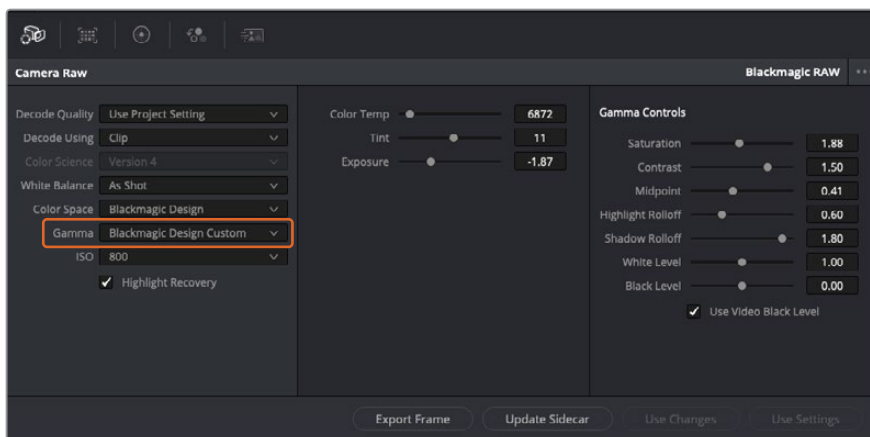 Camera Raw
Blackmagic RAW
Decode Quality Use Project Setting
Decode Using Clip
Color Science Version 4
White Balance As Shot
Color Space Blackmagic Design
Gamma Blackmagic Design Custom
ISO 800
Highlight Recovery
Color Temp 6872
Tint 11
Exposure -1.87
Gamma Controls
Saturation 1.88
Contrast 1.50
Midpoint 0.41
Highlight Rolloff 0.60
Shadow Rolloff 1.80
White Level 1.00
Black Level 0.00
Use Video Black Level
Export Frame
Update Sidecar
Use Changes
Use Settings